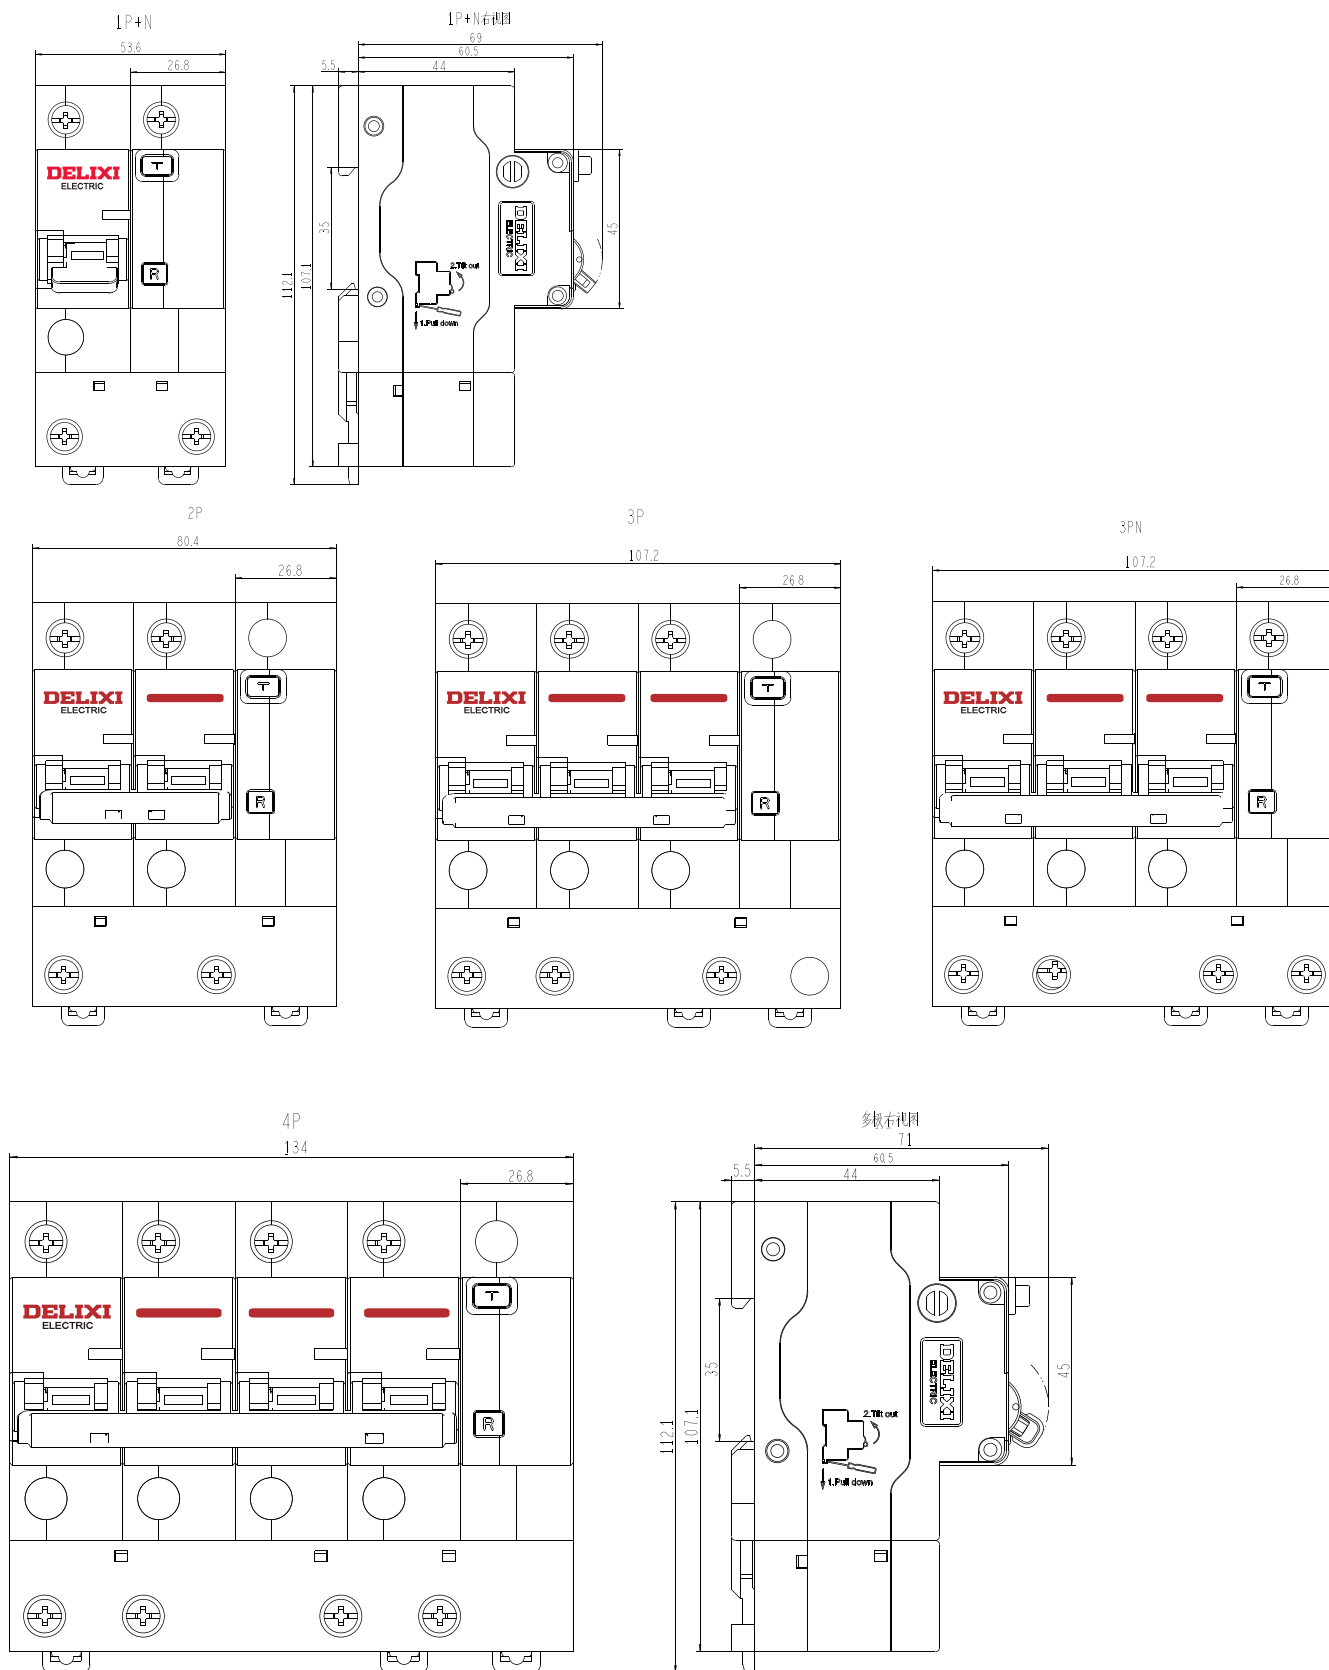 1P+N
53.6
26.8
DELIXI
ELECTRIC
T
R
1P+N右视图
69
60.5
5.5
44
35
112.1
107.1
45
DELIXI
ELECTRIC
2.Tilt out
1.Pull down
2P
80.4
26.8
DELIXI
ELECTRIC
T
R
3P
107.2
26.8
DELIXI
ELECTRIC
T
R
3PN
107.2
26.8
DELIXI
ELECTRIC
T
R
4P
134
26.8
DELIXI
ELECTRIC
T
R
多极右视图
71
60.5
5.5
44
35
112.1
107.1
45
DELIXI
ELECTRIC
2.Tilt out
1.Pull down